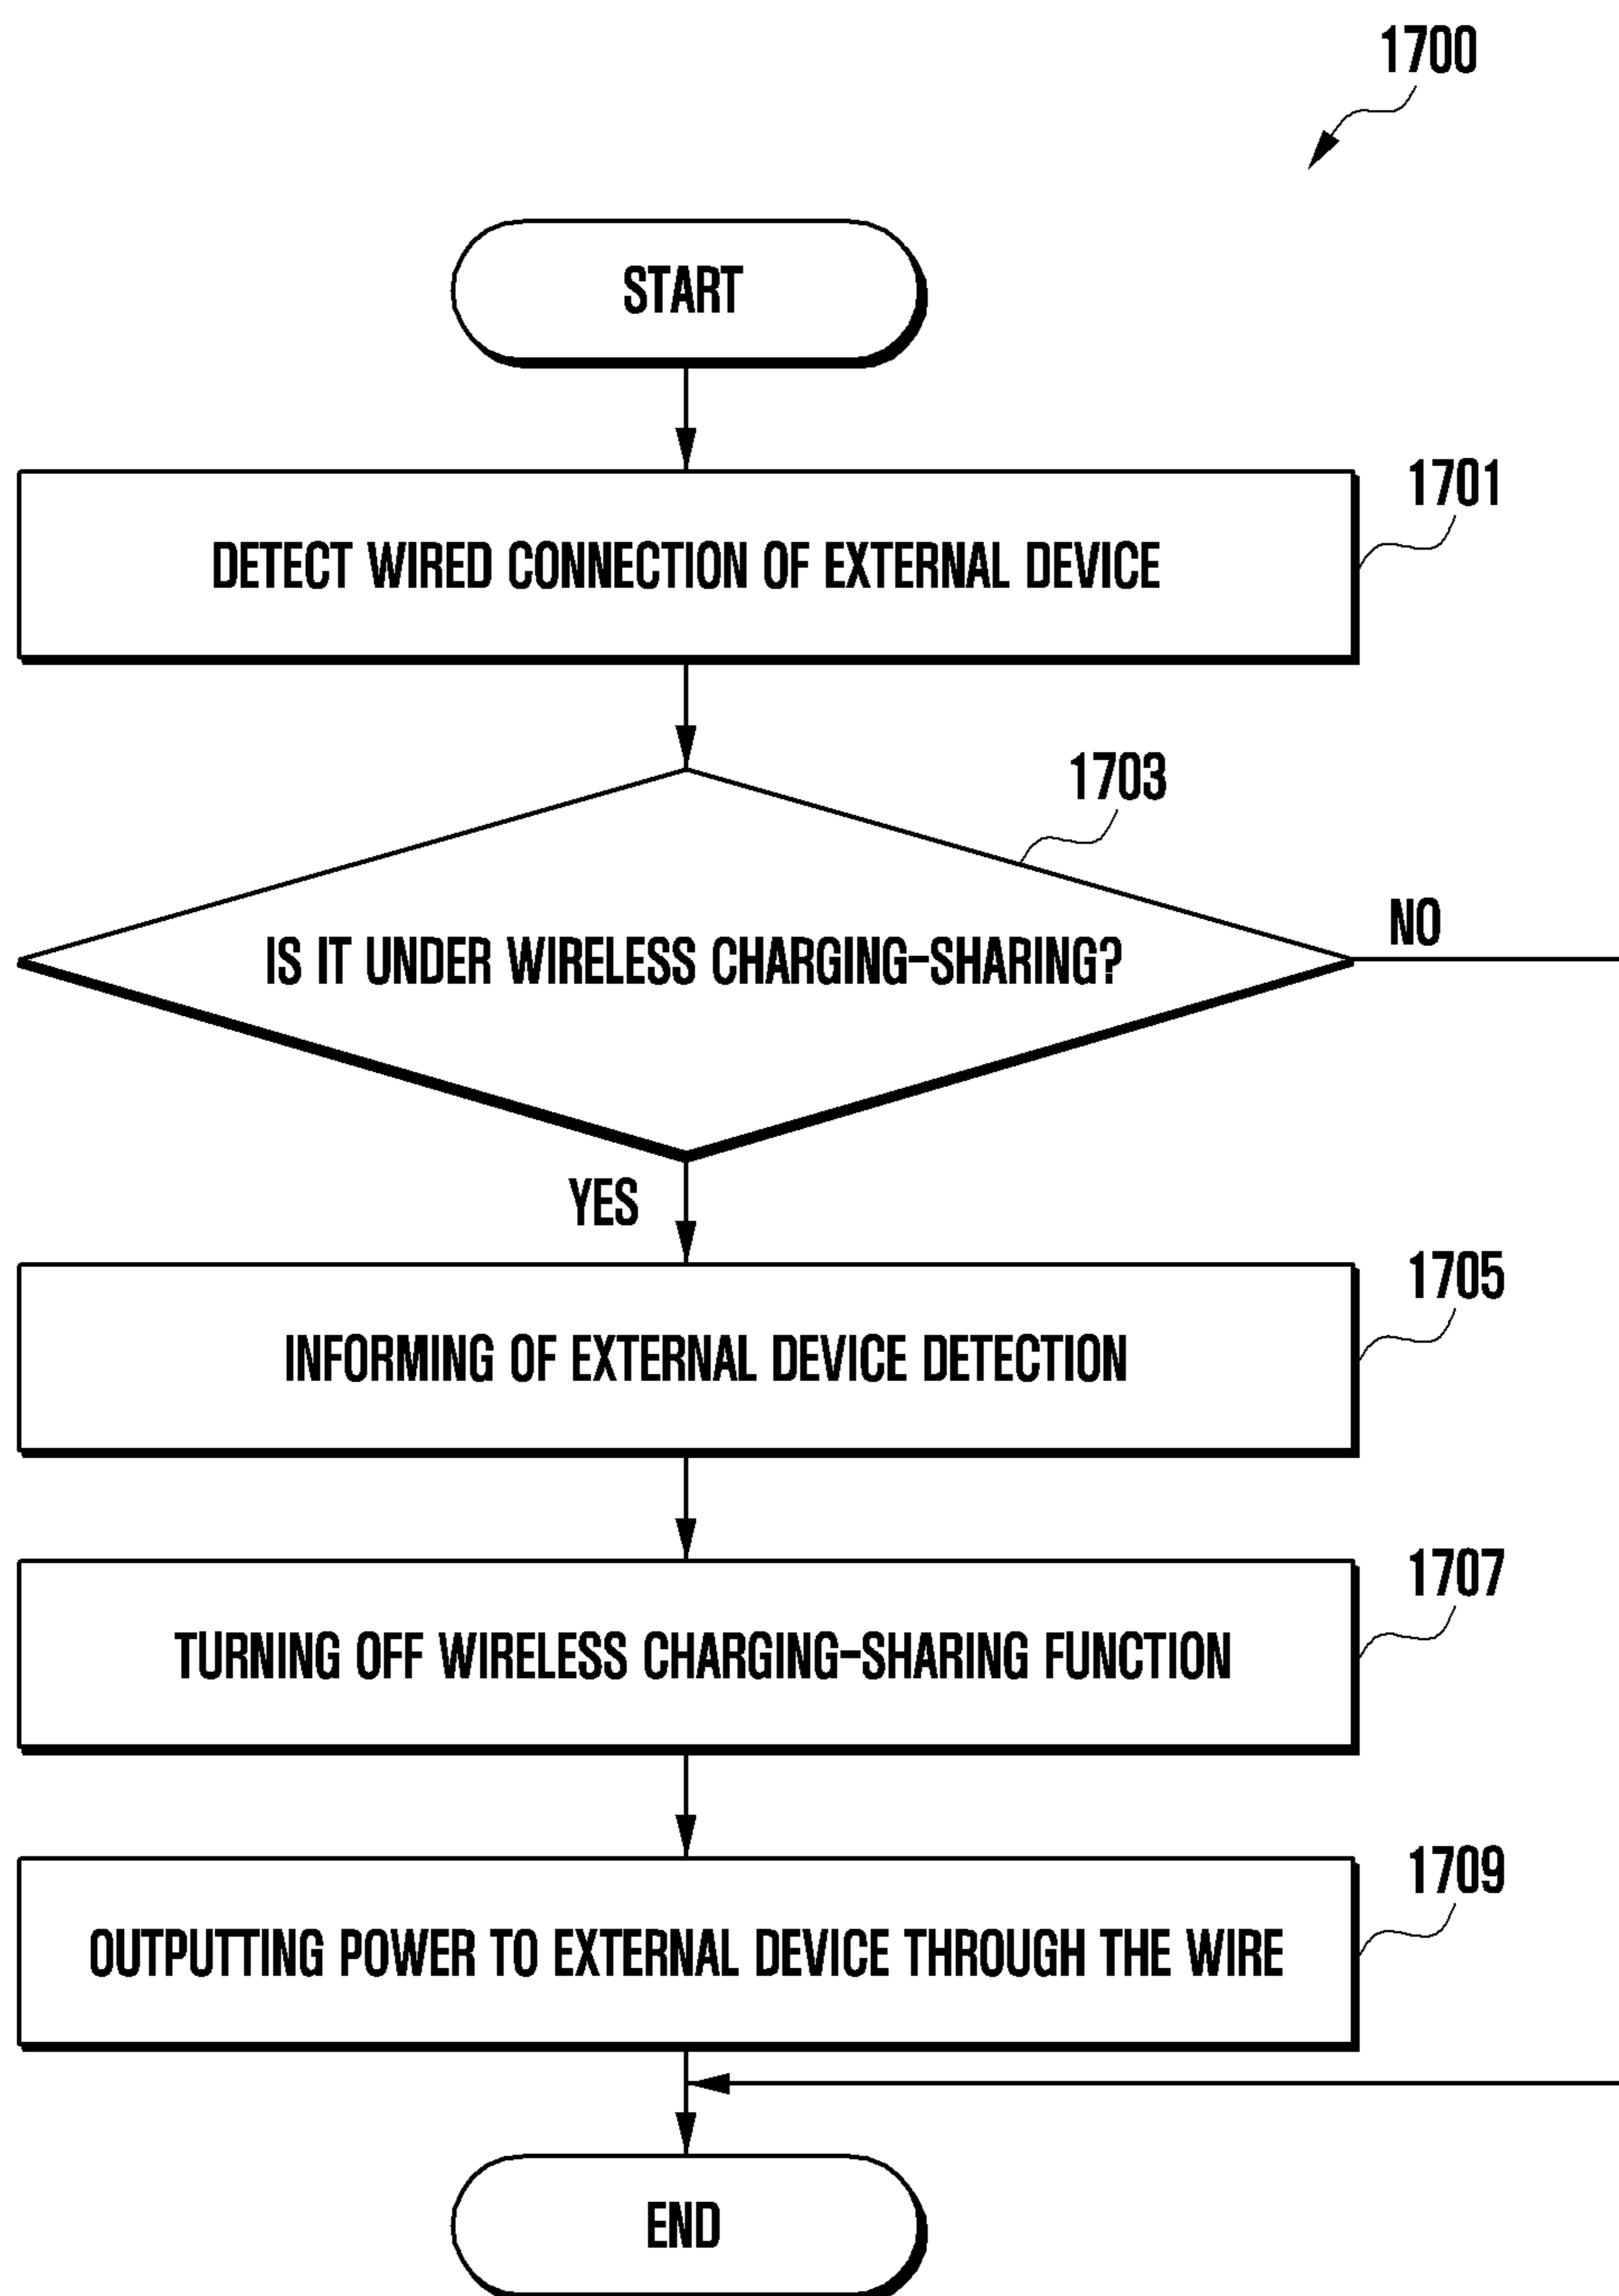 1700
START
1701
DETECT WIRED CONNECTION OF EXTERNAL DEVICE
1703
IS IT UNDER WIRELESS CHARGING-SHARING?
NO
YES
1705
INFORMING OF EXTERNAL DEVICE DETECTION
1707
TURNING OFF WIRELESS CHARGING-SHARING FUNCTION
1709
OUTPUTTING POWER TO EXTERNAL DEVICE THROUGH THE WIRE
END